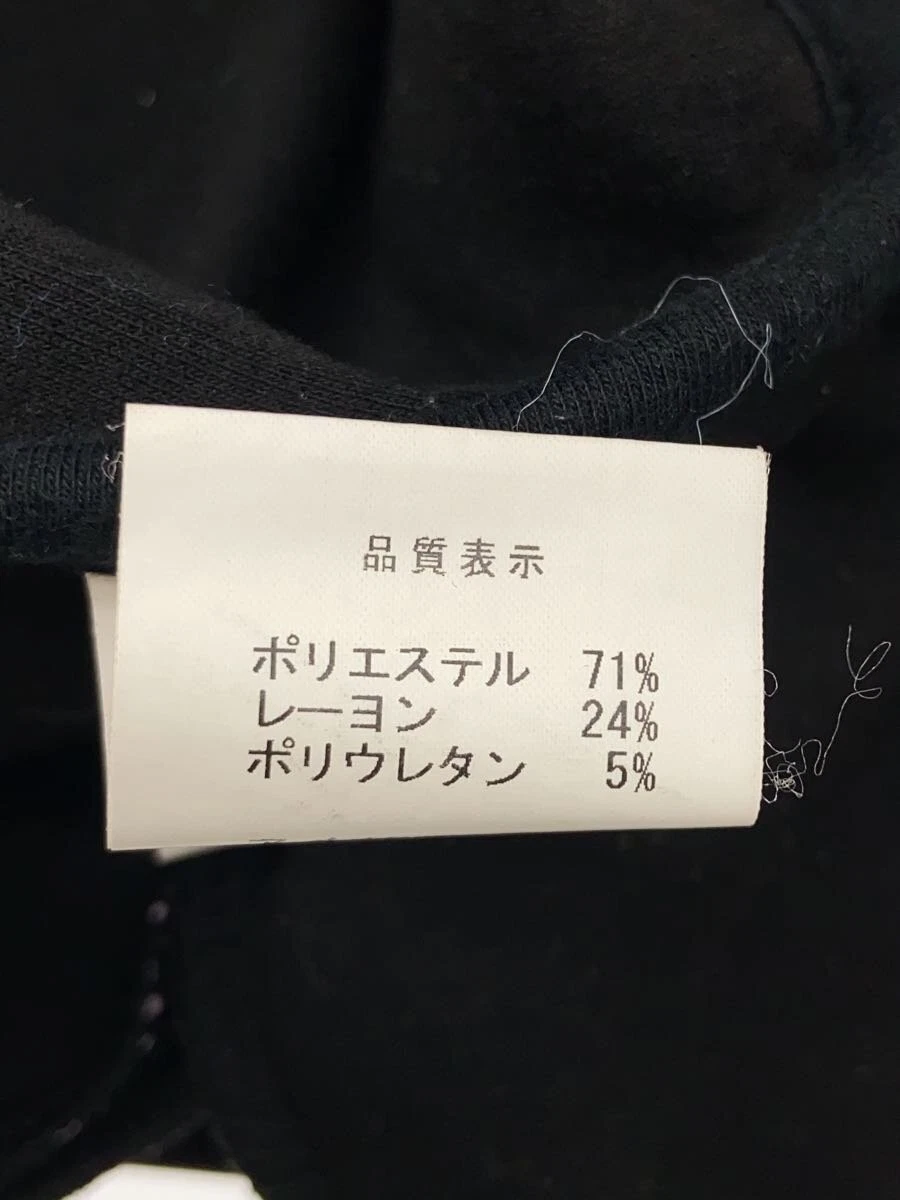 品質表示
ポリエステル 71%
レーヨン 24%
ポリウレタン 5%